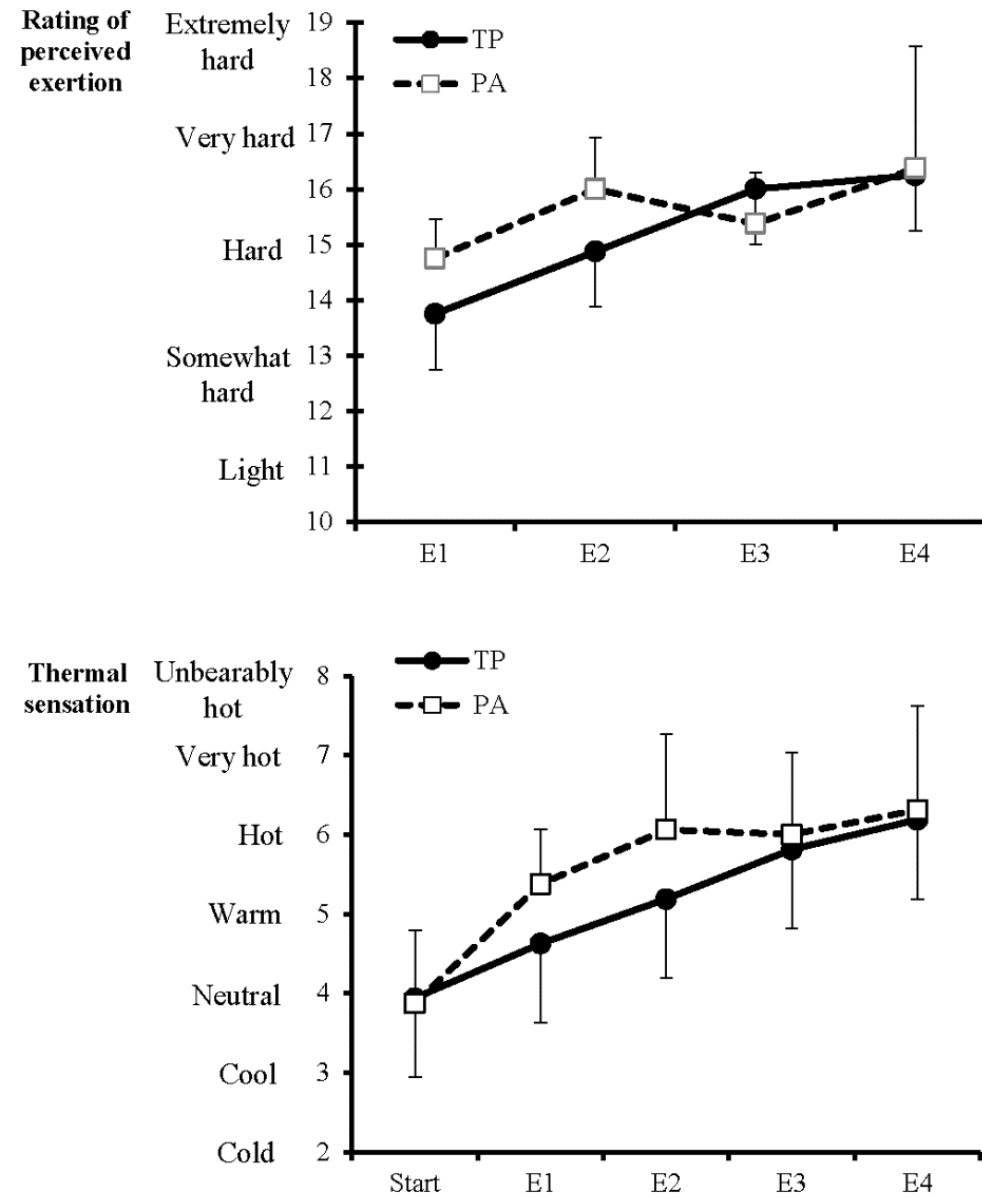 Rating of
perceived
exertion
Extremely
hard
Very hard
Hard
Somewhat
hard
Light
19
18
17
16
15
14
13
12
11
10
TP
PA
E1 E2 E3 E4
Thermal
sensation
Unbearably
hot
Very hot
Hot
Warm
Neutral
Cool
Cold
8
7
6
5
4
3
2
TP
PA
Start E1 E2 E3 E4